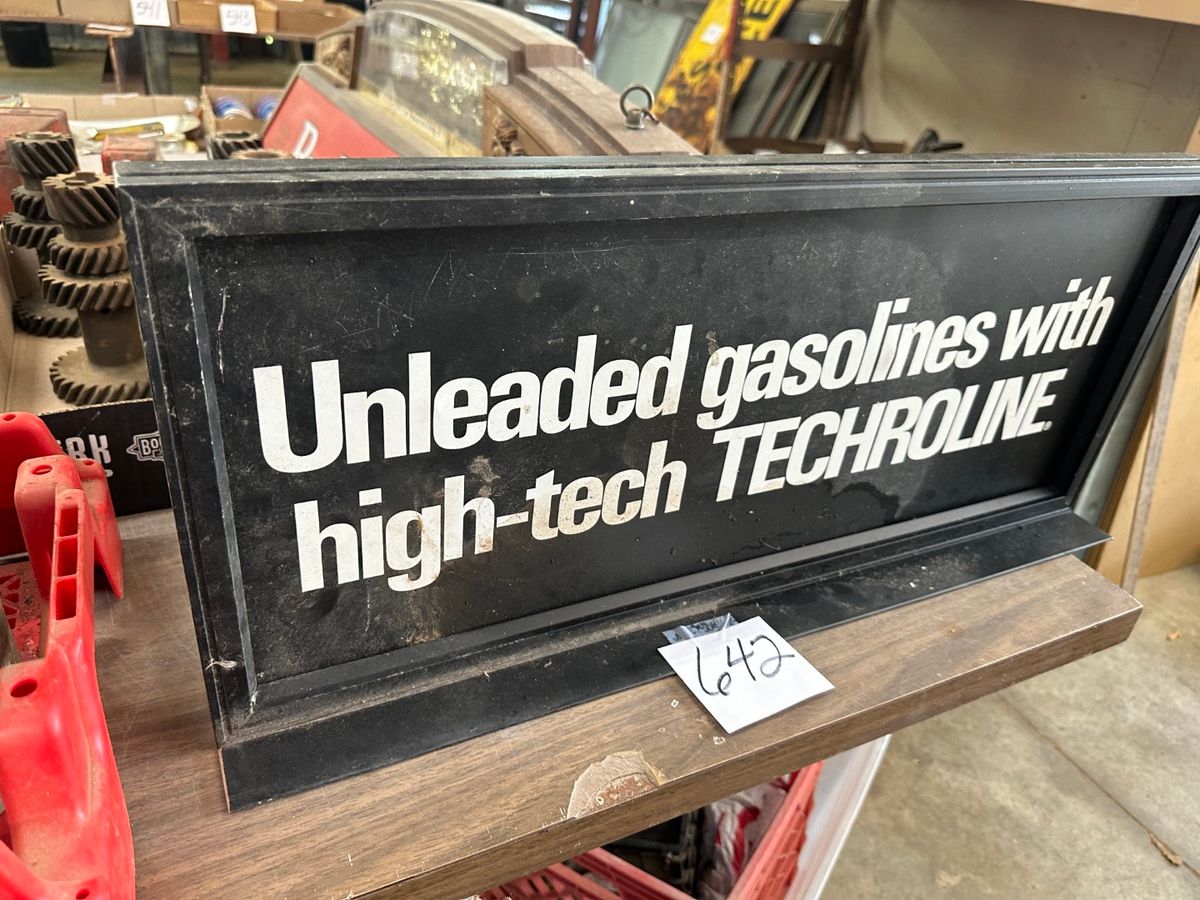 541
543
Unleaded gasolines with
high-tech TECHROLINE.
642